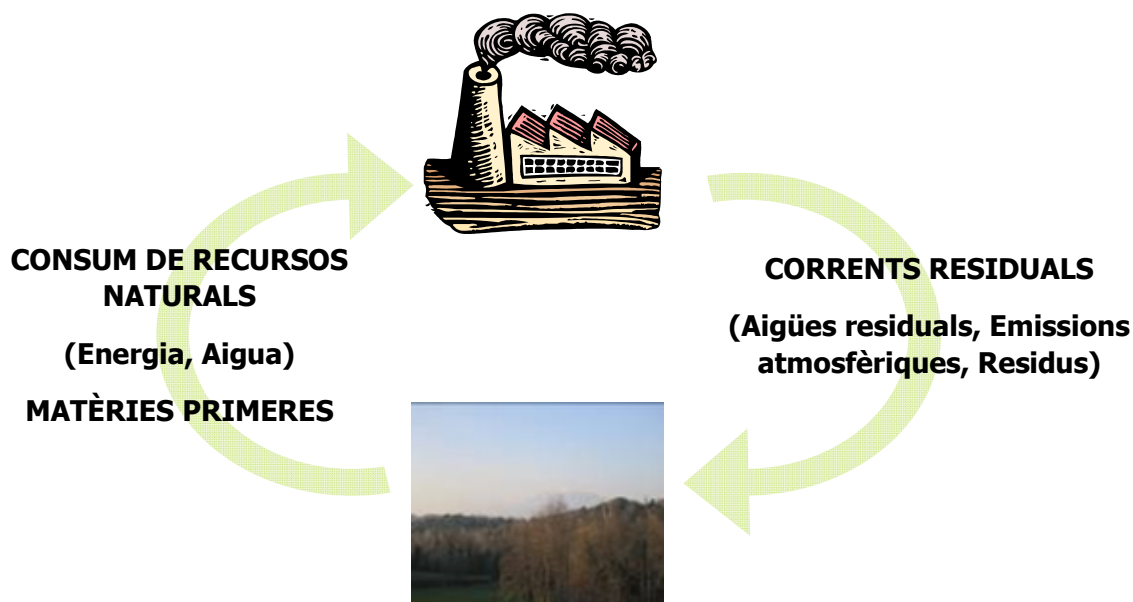 CONSUM DE RECURSOS
NATURALS
(Energia, Aigua)
MATÈRIES PRIMERES
CORRENTS RESIDUALS
(Aigües residuals, Emissions
atmosfèriques, Residus)